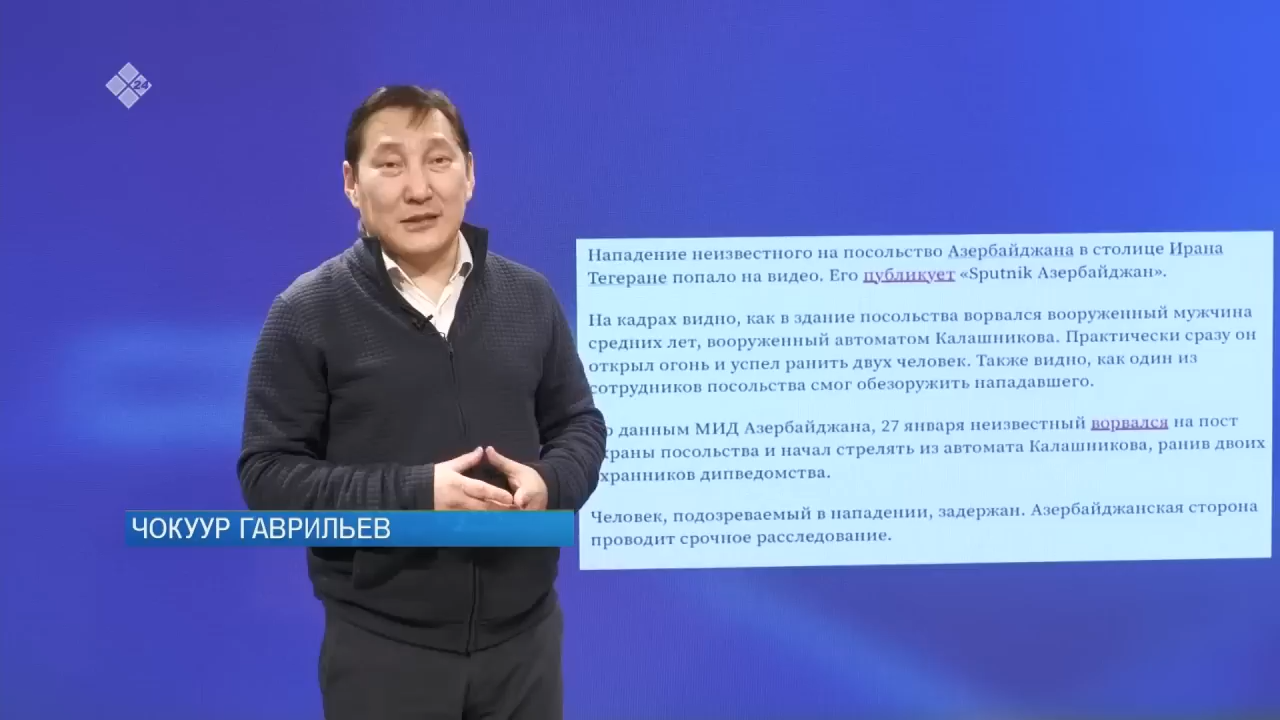 24
Нападение неизвестного на посольство Азербайджана в столице Ирана
Тегеране попало на видео. Его публикует «Sputnik Азербайджан».
На кадрах видно, как в здание посольства ворвался вооруженный мужчина
средних лет, вооруженный автоматом Калашникова. Практически сразу он
открыл огонь и успел ранить двух человек. Также видно, как один из
сотрудников посольства смог обезоружить нападавшего.
о данным МИД Азербайджана, 27 января неизвестный ворвался на пост
храны посольства и начал стрелять из автомата Калашникова, ранив двоих
хранников дипведомства.
Человек, подозреваемый в нападении, задержан. Азербайджанская сторона
проводит срочное расследование.
ЧОКУУР ГАВРИЛЬЕВ